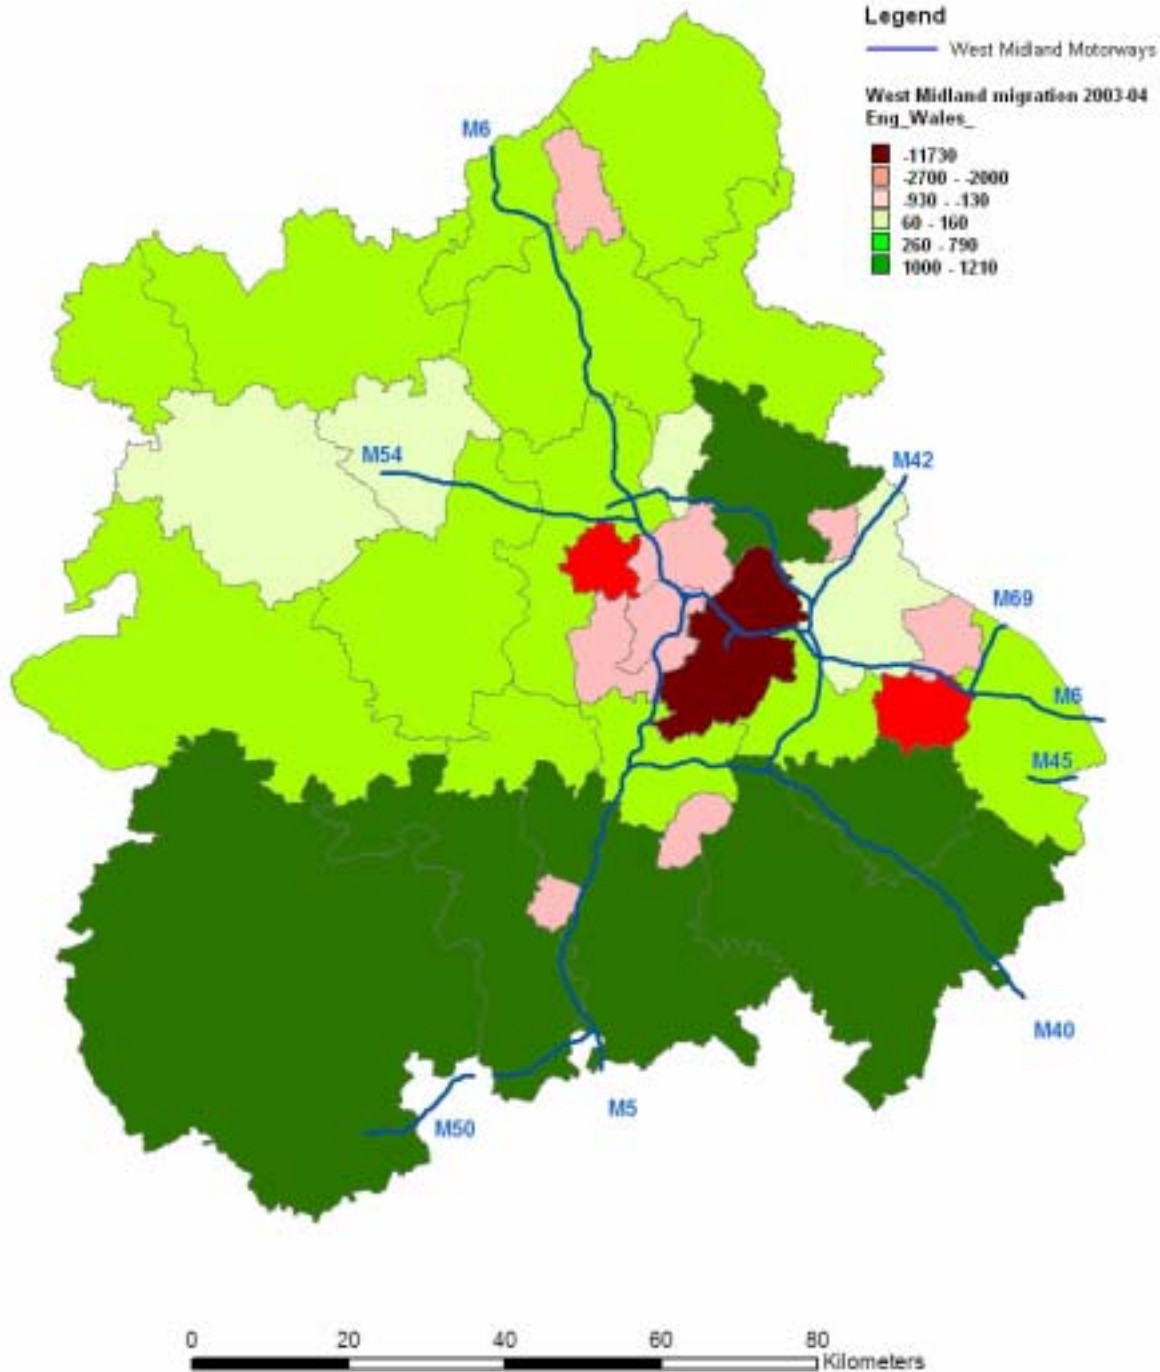 Legend
West Midland Motorways
West Midland migration 2003-04
Eng_Wales_
-11730
-2700 - -2000
-930 - -130
60 - 160
260 - 790
1000 - 1210
M6
M54
M42
M69
M6
M45
M40
M5
M50
0 20 40 60 80
Kilometers